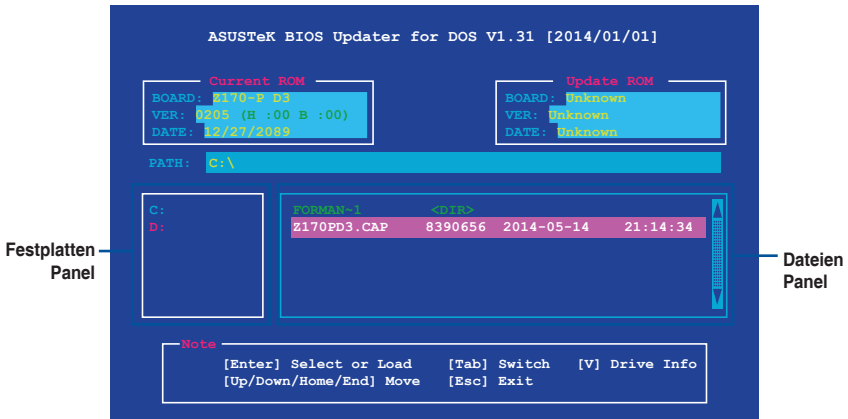 ASUSTeK BIOS Updater for DOS V1.31 [2014/01/01]
Current ROM
BOARD: Z170-P D3
VER: 0205 (H :00 B :00)
DATE: 12/27/2089
Update ROM
BOARD: Unknown
VER: Unknown
DATE: Unknown
PATH: C:\
C:
D:
FORMAN~1 <DIR>
Z170PD3.CAP 8390656 2014-05-14 21:14:34
Festplatten
Panel
Dateien
Panel
Note
[Enter] Select or Load [Tab] Switch [V] Drive Info
[Up/Down/Home/End] Move [Esc] Exit